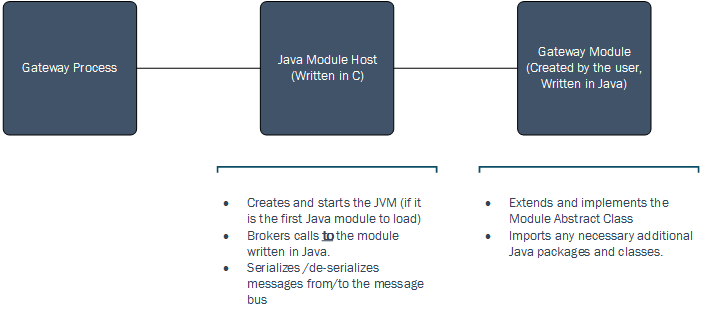 Gateway Process
Java Module Host
(Written in C)
Gateway Module
(Created by the user,
Written in Java)
• Creates and starts the JVM (if it
is the first Java module to load)
• Brokers calls to the module
written in Java.
• Serializes/de-serializes
messages from/to the message
bus
• Extends and implements the
Module Abstract Class
• Imports any necessary additional
Java packages and classes.